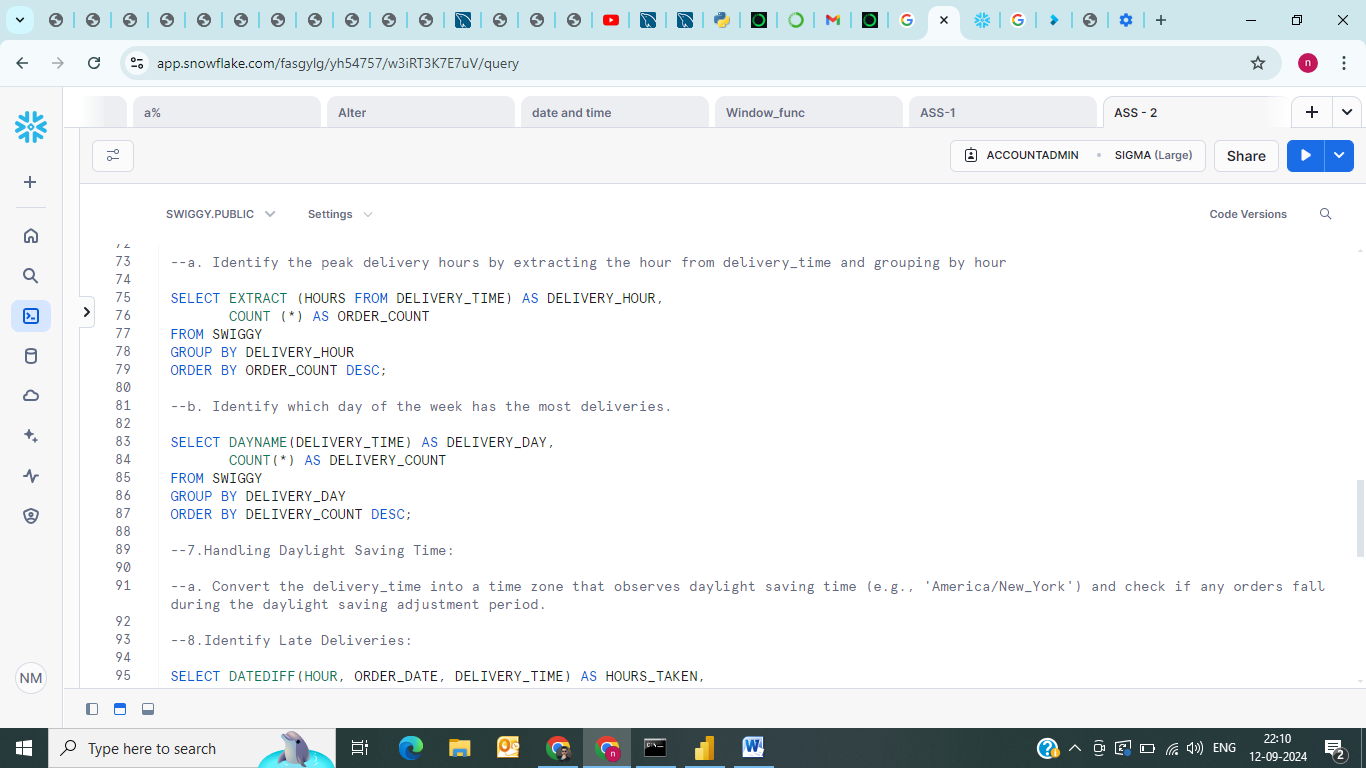 app.snowflake.com/fasgylg/yh54757/w3iRT3K7E7uV/query
n
a%
Alter
date and time
Window_func
ASS-1
ASS - 2
ACCOUNTADMIN
SIGMA (Large)
Share
SWIGGY.PUBLIC
Settings
Code Versions
73 --a. Identify the peak delivery hours by extracting the hour from delivery_time and grouping by hour
74
75 SELECT EXTRACT (HOURS FROM DELIVERY_TIME) AS DELIVERY_HOUR,
76 COUNT (*) AS ORDER_COUNT
77 FROM SWIGGY
78 GROUP BY DELIVERY_HOUR
79 ORDER BY ORDER_COUNT DESC;
80
81 --b. Identify which day of the week has the most deliveries.
82
83 SELECT DAYNAME(DELIVERY_TIME) AS DELIVERY_DAY,
84 COUNT(*) AS DELIVERY_COUNT
85 FROM SWIGGY
86 GROUP BY DELIVERY_DAY
87 ORDER BY DELIVERY_COUNT DESC;
88
89 --7.Handling Daylight Saving Time:
90
91 --a. Convert the delivery_time into a time zone that observes daylight saving time (e.g., 'America/New_York') and check if any orders fall
during the daylight saving adjustment period.
92
93 --8.Identify Late Deliveries:
94
95 SELECT DATEDIFF(HOUR, ORDER_DATE, DELIVERY_TIME) AS HOURS_TAKEN,
NM
Type here to search
ENG
22:10
12-09-2024
2